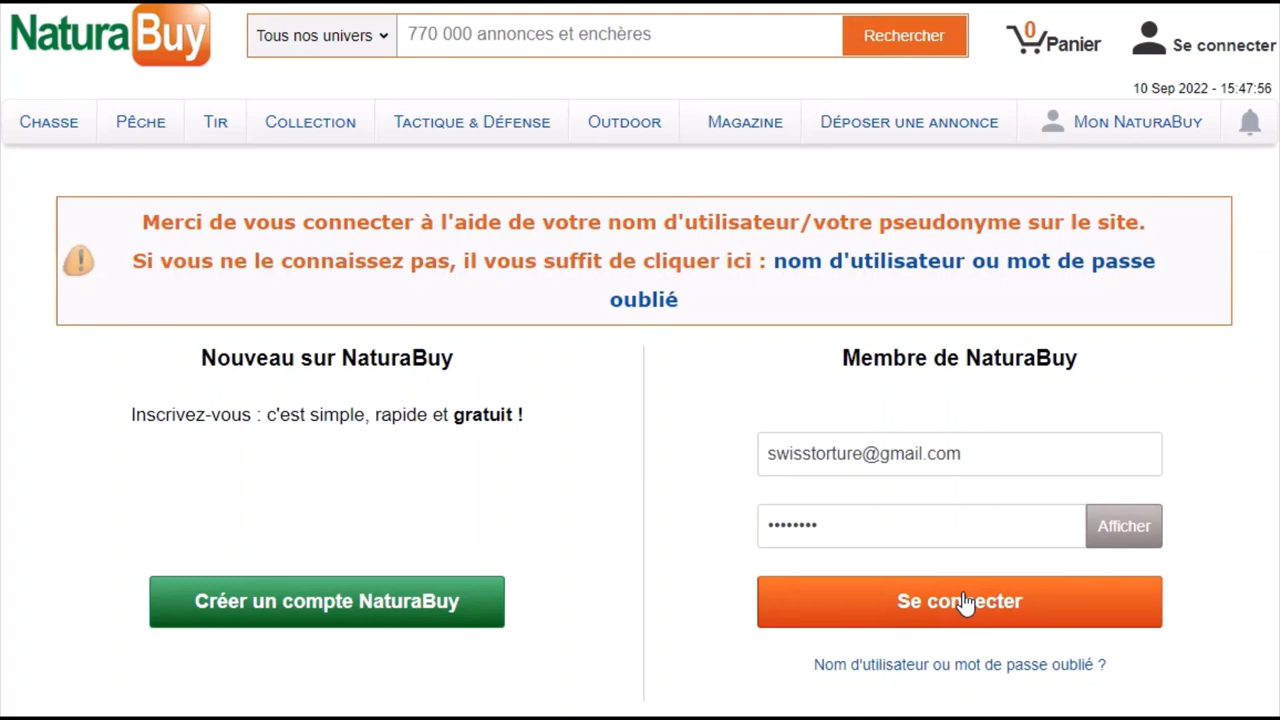 NaturaBuy
Tous nos univers
770 000 annonces et enchères
Rechercher
0
Panier
Se connecter
10 Sep 2022 - 15:47:56
Chasse
Pêche
Tir
Collection
Tactique & Défense
Outdoor
Magazine
Déposer une annonce
Mon NaturaBuy
Merci de vous connecter à l'aide de votre nom d'utilisateur/votre pseudonyme sur le site.
Si vous ne le connaissez pas, il vous suffit de cliquer ici : nom d'utilisateur ou mot de passe
oublié
Nouveau sur NaturaBuy
Inscrivez-vous : c'est simple, rapide et gratuit !
Créer un compte NaturaBuy
Membre de NaturaBuy
swisstorture@gmail.com
••••••••
Afficher
Se connecter
Nom d'utilisateur ou mot de passe oublié ?